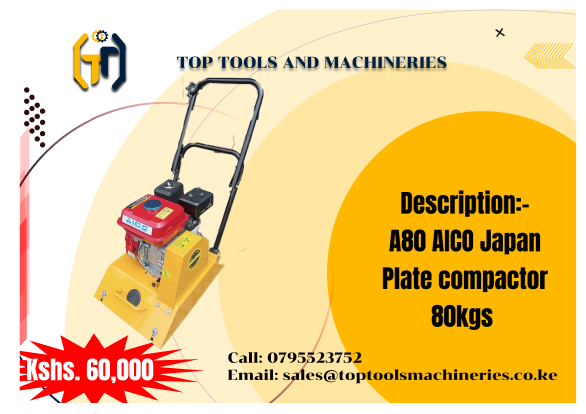 TOP TOOLS AND MACHINERIES
AICO
Description:-
A80 AICO Japan
Plate compactor
80kgs
Kshs. 60,000
Call: 0795523752
Email: sales@toptoolsmachineries.co.ke